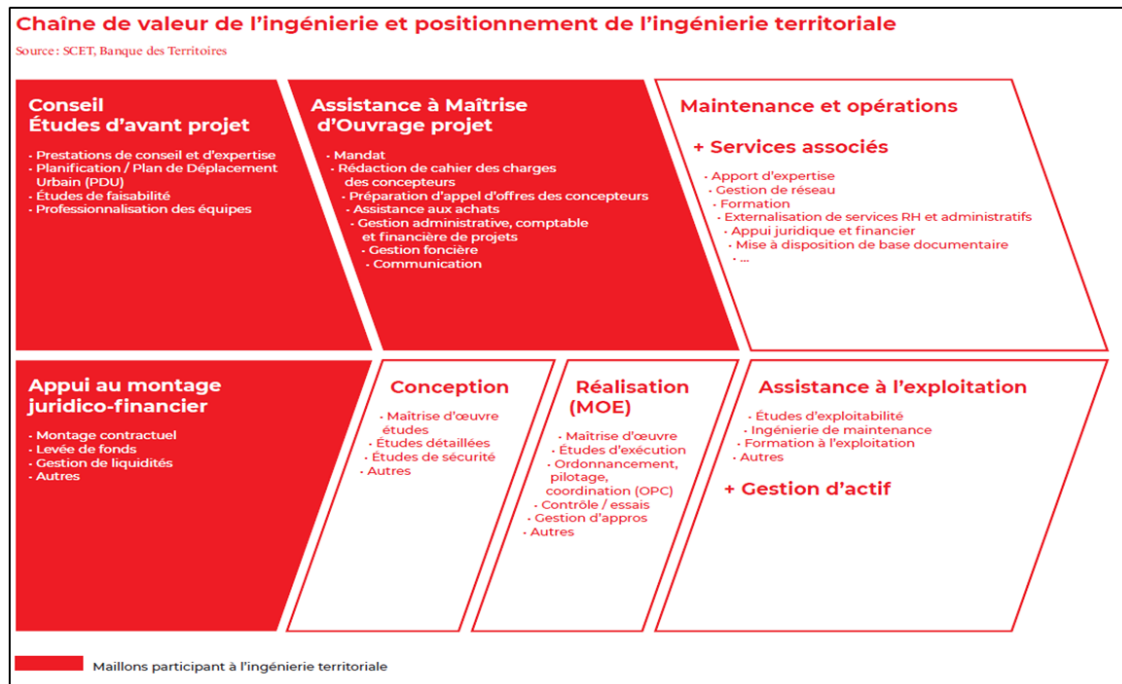 Chaîne de valeur de l’ingénierie et positionnement de l’ingénierie territoriale
Source : SCET, Banque des Territoires
Conseil
Études d’avant projet
· Prestations de conseil et d’expertise
· Planification / Plan de Déplacement
Urbain (PDU)
· Études de faisabilité
· Professionnalisation des équipes
Assistance à Maîtrise
d’Ouvrage projet
· Mandat
· Rédaction de cahier des charges
des concepteurs
· Préparation d’appel d’offres des concepteurs
· Assistance aux achats
· Gestion administrative, comptable
et financière de projets
· Gestion foncière
· Communication
Maintenance et opérations
+ Services associés
· Apport d’expertise
· Gestion de réseau
· Formation
· Externalisation de services RH et administratifs
· Appui juridique et financier
· Mise à disposition de base documentaire
· ...
Appui au montage
juridico-financier
· Montage contractuel
· Levée de fonds
· Gestion de liquidités
· Autres
Conception
· Maîtrise d’œuvre
études
· Études détaillées
· Études de sécurité
· Autres
Réalisation
(MOE)
· Maîtrise d’œuvre
· Études d’exécution
· Ordonnancement,
pilotage,
coordination (OPC)
· Contrôle / essais
· Gestion d’appros
· Autres
Assistance à l’exploitation
· Études d’exploitabilité
· Ingénierie de maintenance
· Formation à l’exploitation
· Autres
+ Gestion d’actif
Maillons participant à l’ingénierie territoriale